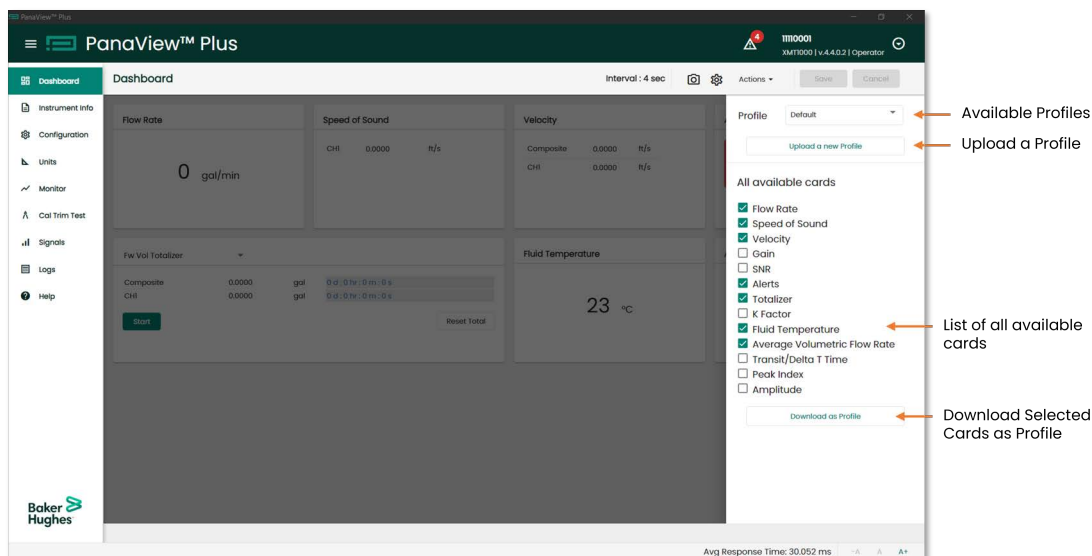 PanaView™ Plus
PanaView™ Plus
4
11110001
XMT1000 | v.4.4.0.2 | Operator
Dashboard
Instrument Info
Configuration
Units
Monitor
Cal Trim Test
Signals
Logs
Help
Baker
Hughes
Dashboard
Interval : 4 sec
Actions
Save
Cancel
Flow Rate
0 gal/min
Speed of Sound
CH1 0.0000 ft/s
Velocity
Composite 0.0000 ft/s
CH1 0.0000 ft/s
Fw Vol Totalizer
Composite 0.0000 gal 0 d : 0 hr : 0 m : 0 s
CH1 0.0000 gal 0 d : 0 hr : 0 m : 0 s
Start
Reset Total
Fluid Temperature
23 °C
Profile Default
Upload a new Profile
All available cards
Flow Rate
Speed of Sound
Velocity
Gain
SNR
Alerts
Totalizer
K Factor
Fluid Temperature
Average Volumetric Flow Rate
Transit/Delta T Time
Peak Index
Amplitude
Download as Profile
Avg Response Time: 30.052 ms
-A A A+
Available Profiles
Upload a Profile
List of all available
cards
Download Selected
Cards as Profile